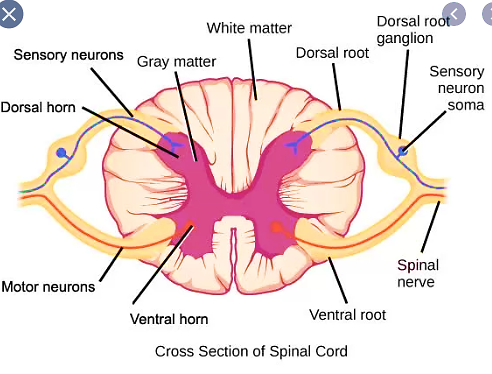 White matter
Dorsal root
ganglion
Sensory neurons
Gray matter
Dorsal root
Sensory
neuron
soma
Dorsal horn
Motor neurons
Spinal
nerve
Ventral horn
Ventral root
Cross Section of Spinal Cord